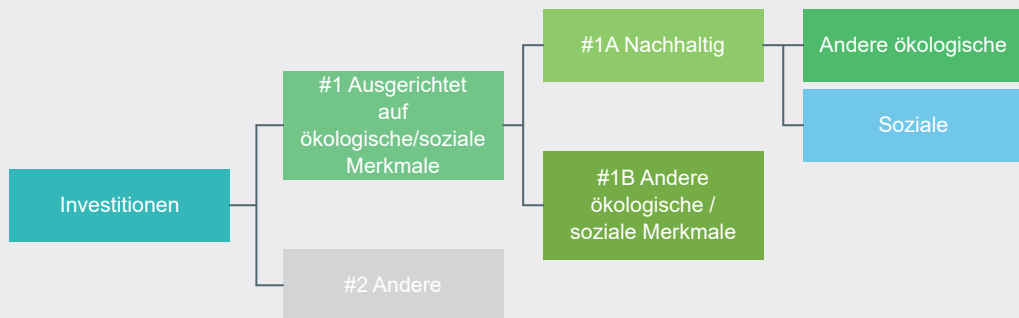 Investitionen
#1 Ausgerichtet
auf
ökologische/soziale
Merkmale
#2 Andere
#1A Nachhaltig
#1B Andere
ökologische /
soziale Merkmale
Andere ökologische
Soziale